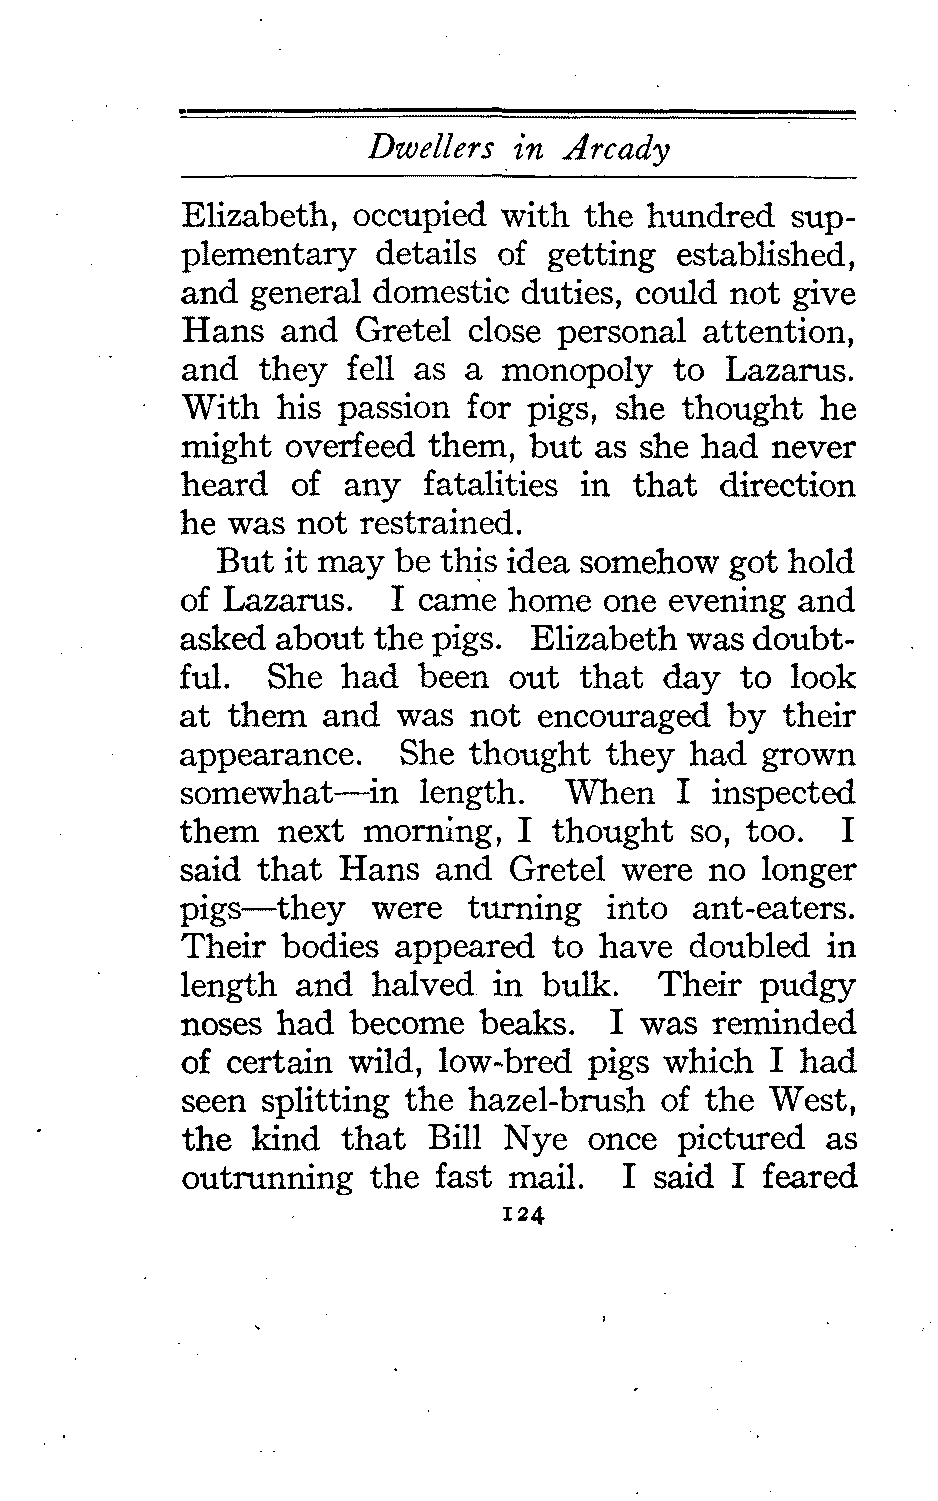 Dwellers in Arcady
Elizabeth, occupied with the hundred sup-
plementary details of getting established,
and general domestic duties, could not give
Hans and Gretel close personal attention,
and they fell as a monopoly to Lazarus.
With his passion for pigs, she thought he
might overfeed them, but as she had never
heard of any fatalities in that direction
he was not restrained.
But it may be this idea somehow got hold
of Lazarus. I came home one evening and
asked about the pigs. Elizabeth was doubt-
ful. She had been out that day to look
at them and was not encouraged by their
appearance. She thought they had grown
somewhat—in length. When I inspected
them next morning, I thought so, too. I
said that Hans and Gretel were no longer
pigs—they were turning into ant-eaters.
Their bodies appeared to have doubled in
length and halved in bulk. Their pudgy
noses had become beaks. I was reminded
of certain wild, low-bred pigs which I had
seen splitting the hazel-brush of the West,
the kind that Bill Nye once pictured as
outrunning the fast mail. I said I feared
124